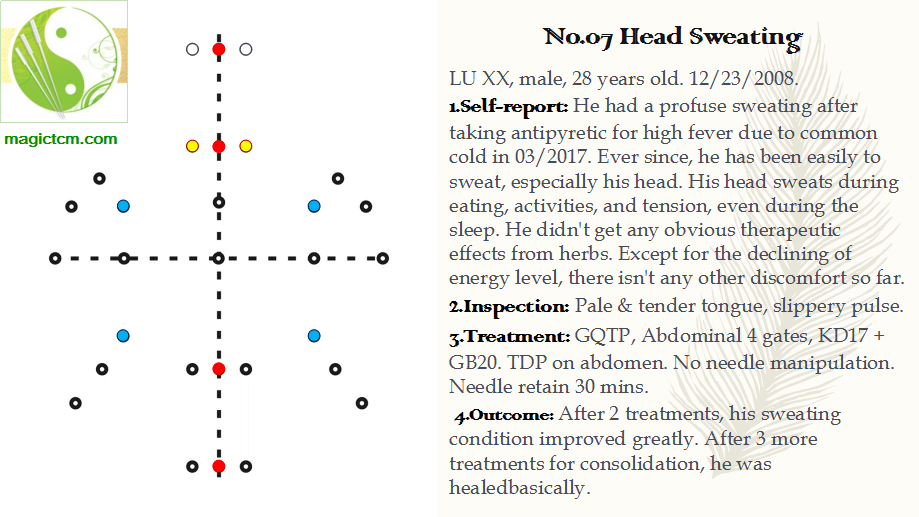 magictcm.com
No.07 Head Sweating
LU XX, male, 28 years old. 12/23/2008.
1.Self-report: He had a profuse sweating after
taking antipyretic for high fever due to common
cold in 03/2017. Ever since, he has been easily to
sweat, especially his head. His head sweats during
eating, activities, and tension, even during the
sleep. He didn't get any obvious therapeutic
effects from herbs. Except for the declining of
energy level, there isn't any other discomfort so far.
2.Inspection: Pale & tender tongue, slippery pulse.
3.Treatment: GQTP, Abdominal 4 gates, KD17 +
GB20. TDP on abdomen. No needle manipulation.
Needle retain 30 mins.
4.Outcome: After 2 treatments, his sweating
condition improved greatly. After 3 more
treatments for consolidation, he was
healedbasically.